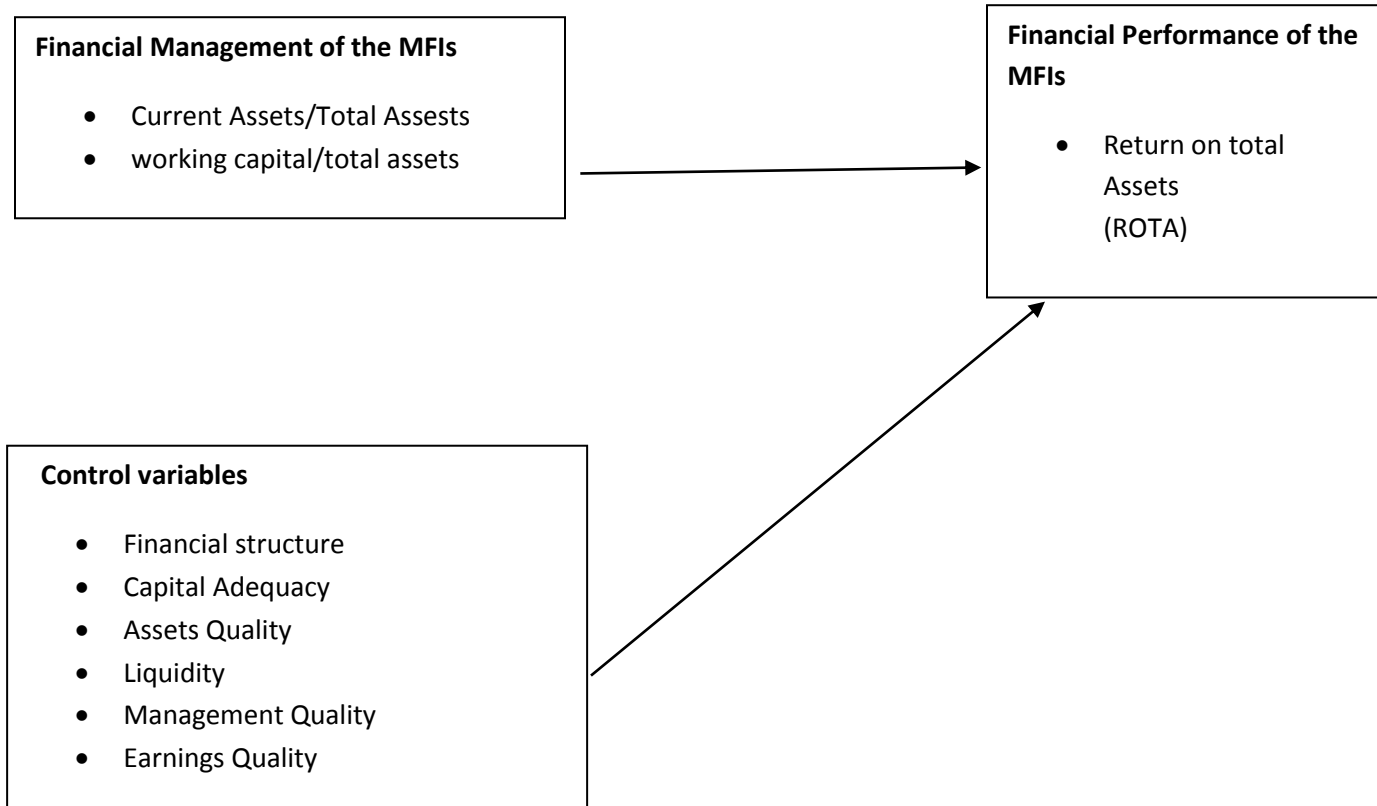 Financial Management of the MFIs
• Current Assets/Total Assests
• working capital/total assets
Financial Performance of the
MFIs
• Return on total
Assets
(ROTA)
Control variables
• Financial structure
• Capital Adequacy
• Assets Quality
• Liquidity
• Management Quality
• Earnings Quality